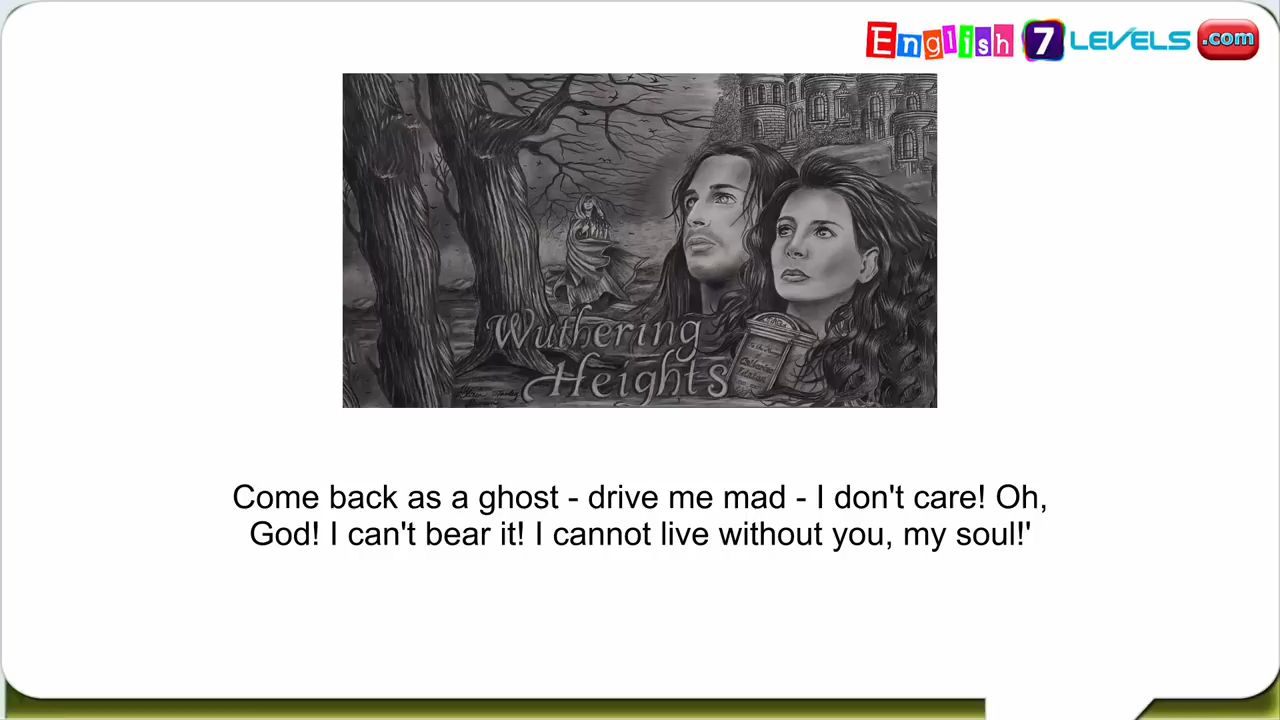 English 7 LEVELS .com
Wuthering
Heights
Come back as a ghost - drive me mad - I don't care! Oh,
God! I can't bear it! I cannot live without you, my soul!'